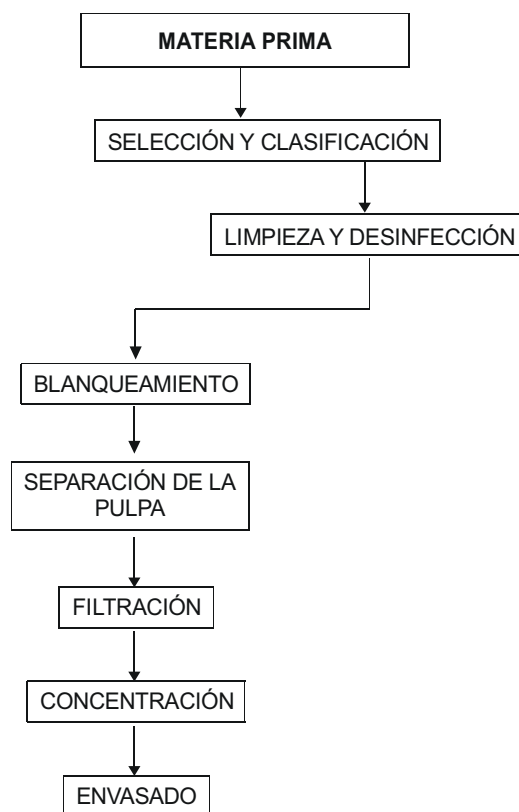 MATERIA PRIMA
SELECCIÓN Y CLASIFICACIÓN
LIMPIEZA Y DESINFECCIÓN
BLANQUEAMIENTO
SEPARACIÓN DE LA
PULPA
FILTRACIÓN
CONCENTRACIÓN
ENVASADO